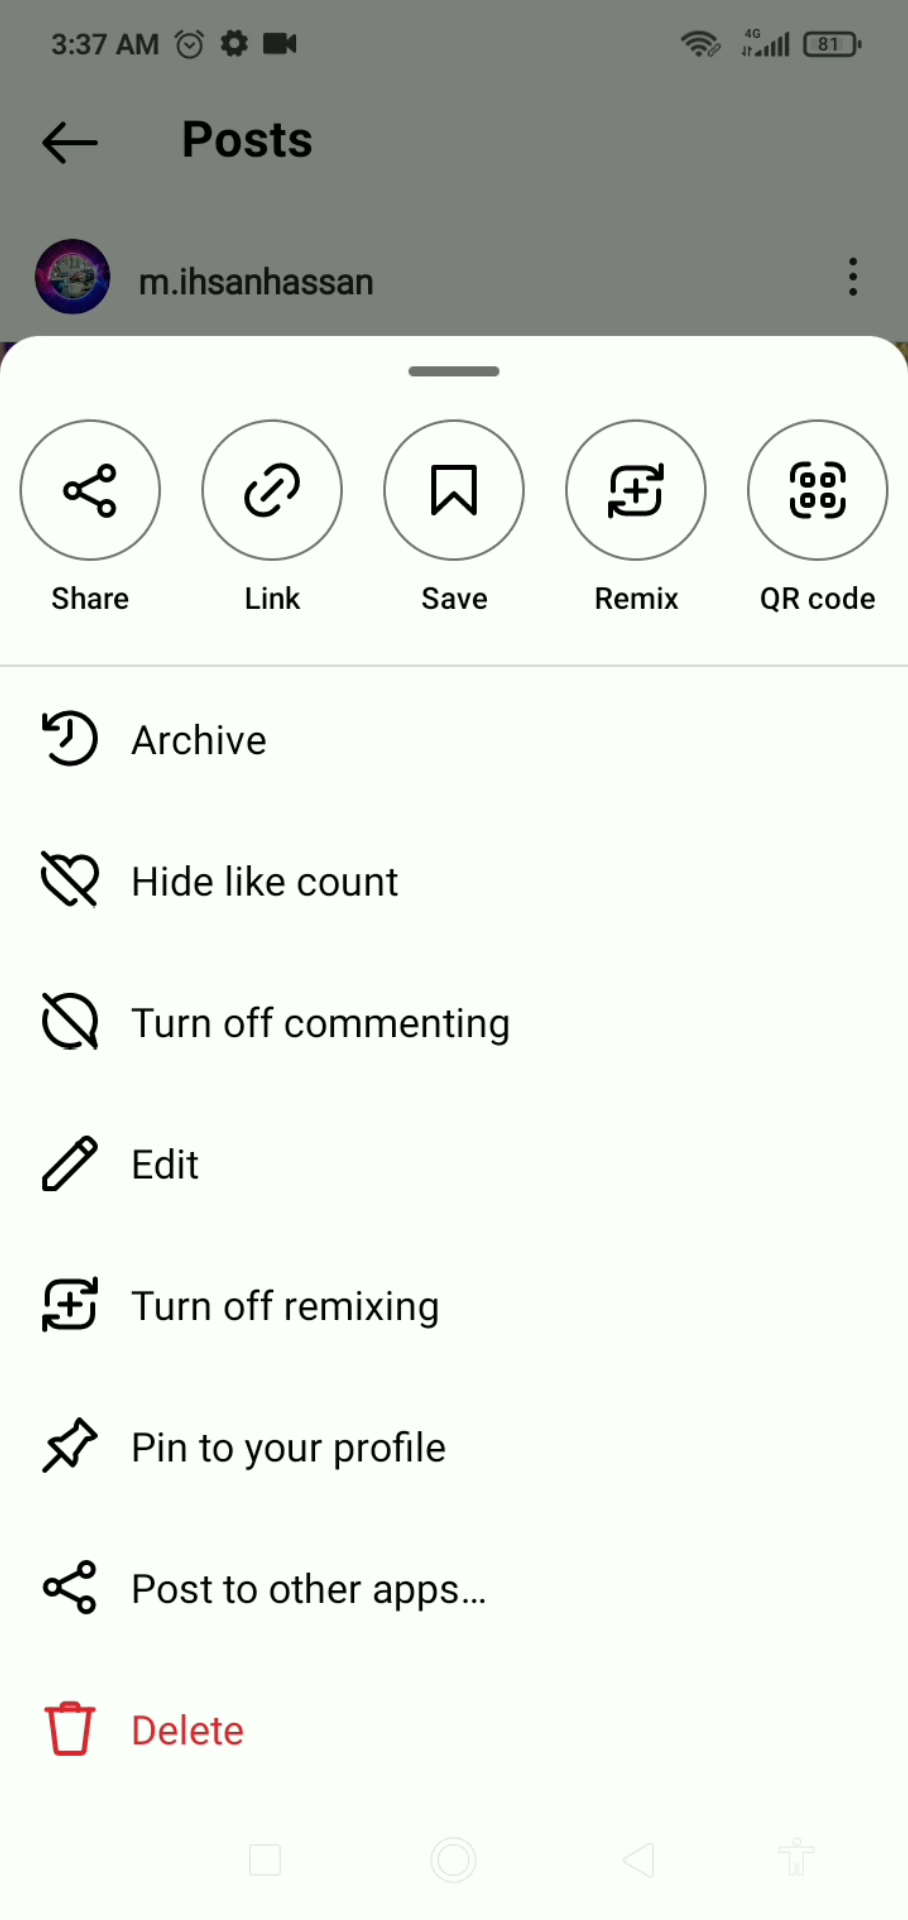 3:37 AM
4G
81
Posts
m.ihsanhassan
Share
Link
Save
Remix
QR code
Archive
Hide like count
Turn off commenting
Edit
Turn off remixing
Pin to your profile
Post to other apps...
Delete